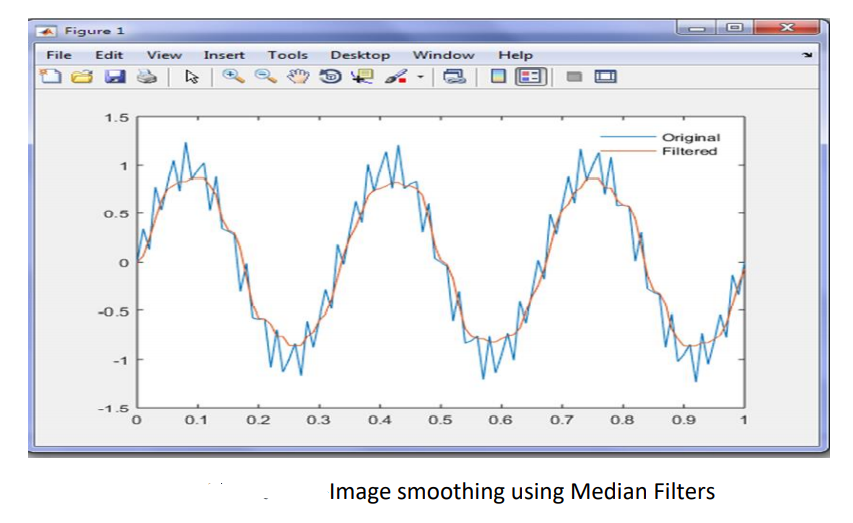 Figure 1
File Edit View Insert Tools Desktop Window Help
1.5
Original
Filtered
1
0.5
0
-0.5
-1
-1.5
0 0.1 0.2 0.3 0.4 0.5 0.6 0.7 0.8 0.9 1
Image smoothing using Median Filters